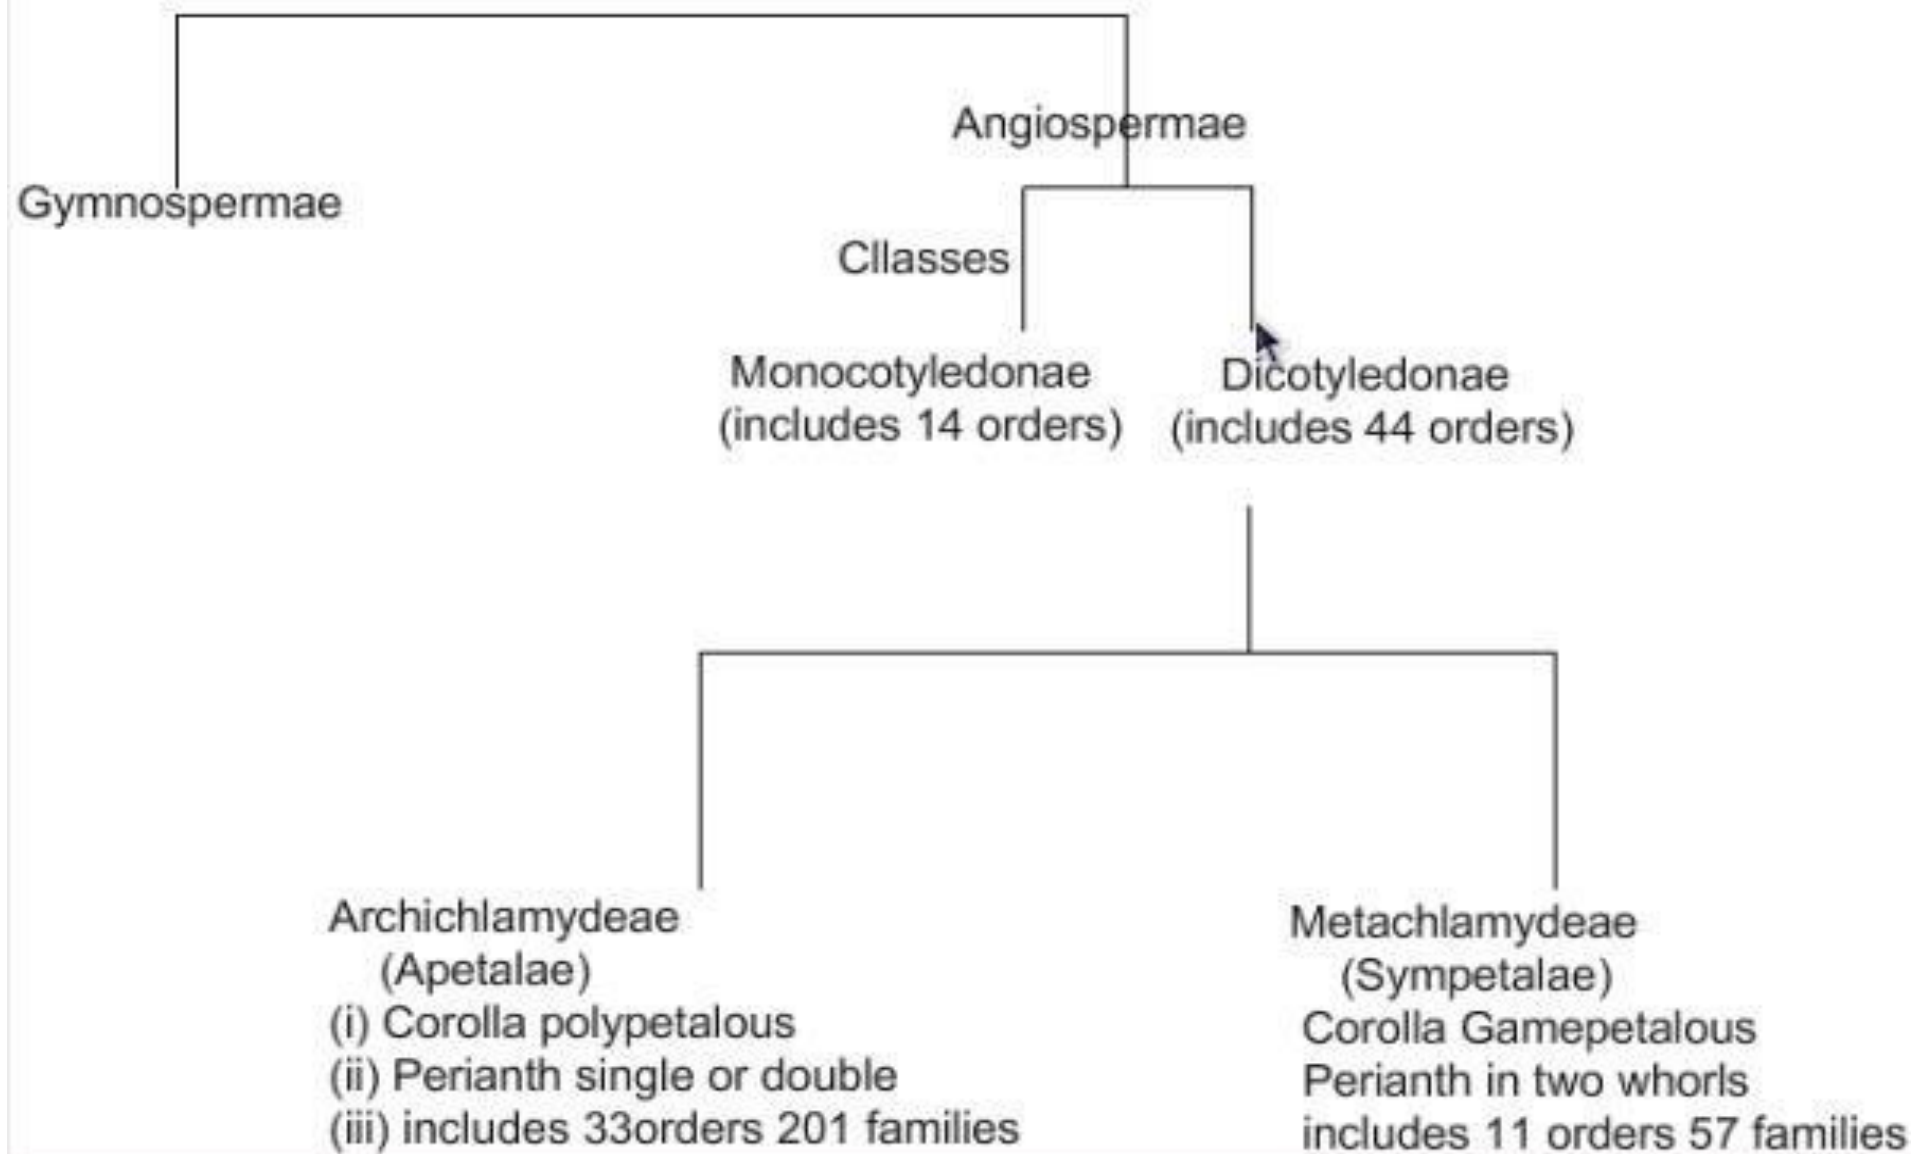 Angiospermae
Gymnospermae
Cllasses
Monocotyledonae
(includes 14 orders)
Dicotyledonae
(includes 44 orders)
Archichlamydeae
(Apetalae)
(i) Corolla polypetalous
(ii) Perianth single or double
(iii) includes 33orders 201 families
Metachlamydeae
(Sympetalae)
Corolla Gamepetalous
Perianth in two whorls
includes 11 orders 57 families